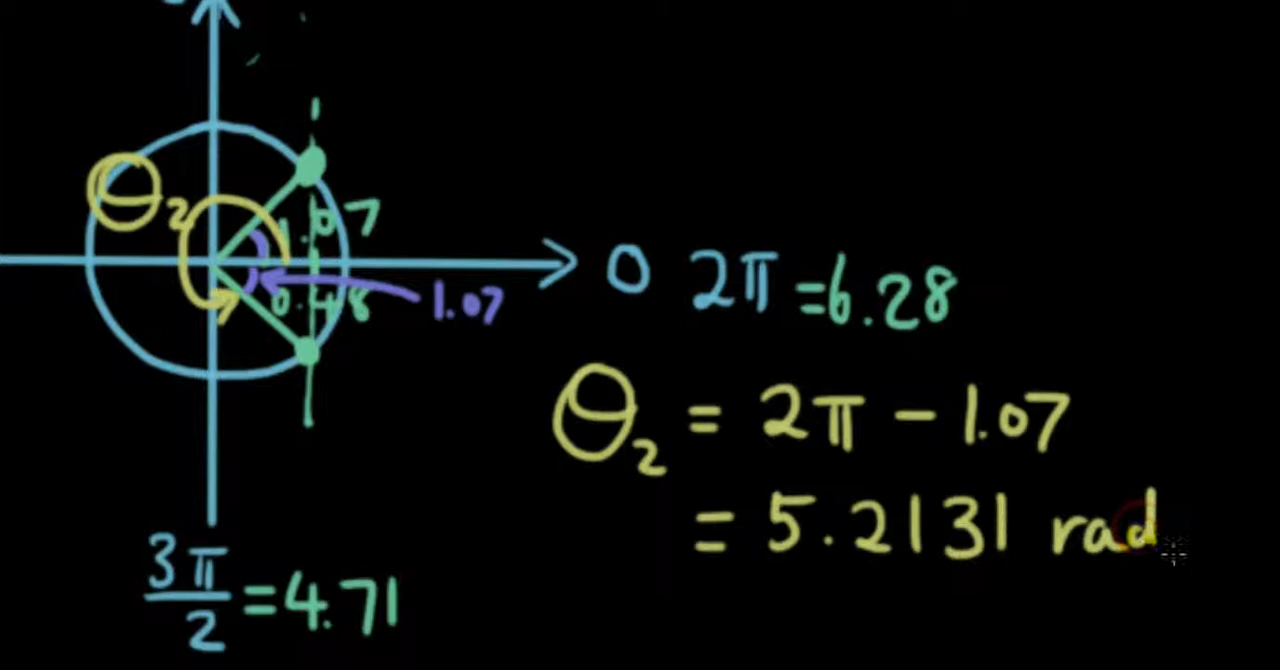 θ₂
1.07
0.48
1.07
0 2π =6.28
θ₂ = 2π − 1.07
= 5.2131 rad
3π/2 =4.71